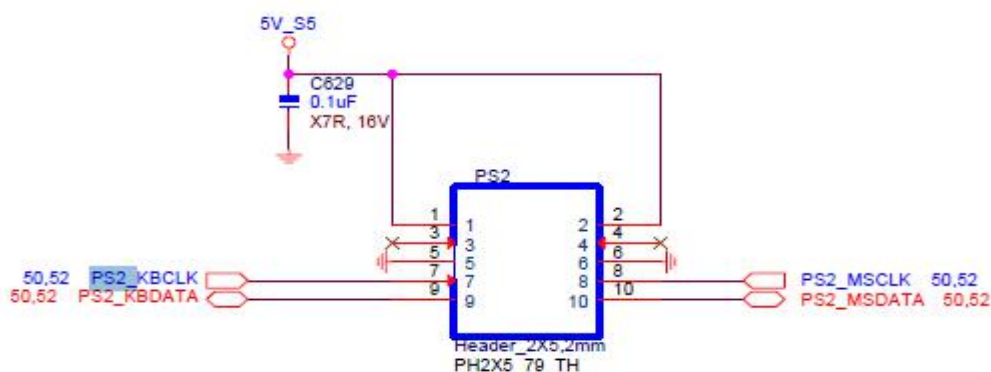 5V_S5
C629
0.1uF
X7R, 16V
PS2
1 1 2 2
3 3 4 4
5 5 6 6
50,52 PS2_KBCLK 7 7 8 8 PS2_MSCLK 50,52
50,52 PS2_KBDATA 9 9 10 10 PS2_MSDATA 50,52
Header_2X5,2mm
PH2X5_79_TH